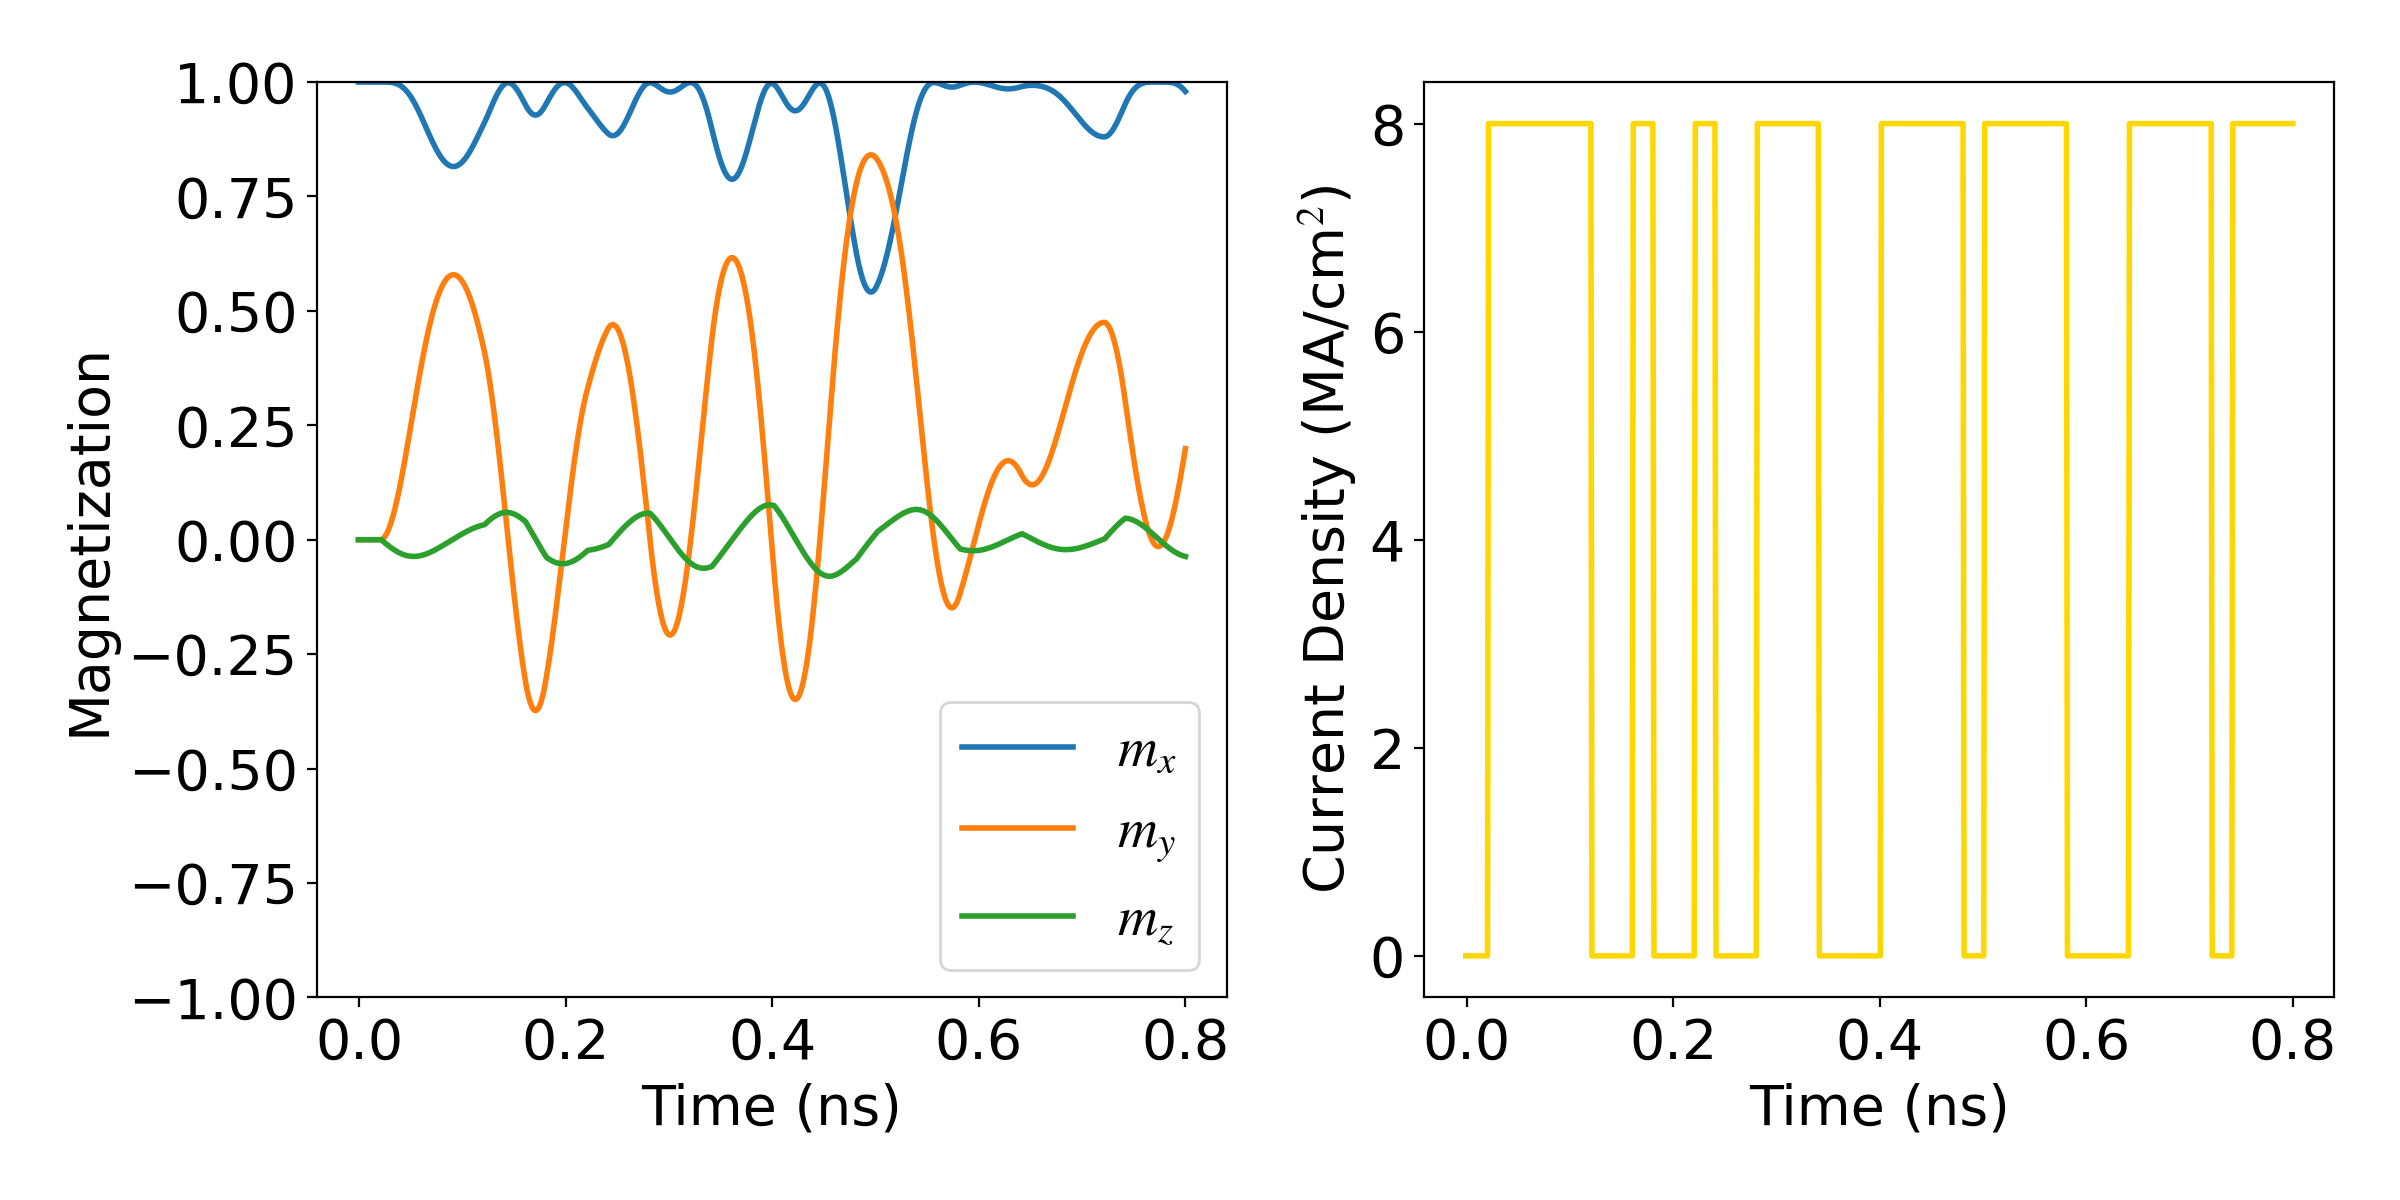 1.00
0.75
0.50
0.25
0.00
−0.25
−0.50
−0.75
−1.00
Magnetization
0.0 0.2 0.4 0.6 0.8
Time (ns)
m_x
m_y
m_z
8
6
4
2
0
Current Density (MA/cm²)
0.0 0.2 0.4 0.6 0.8
Time (ns)